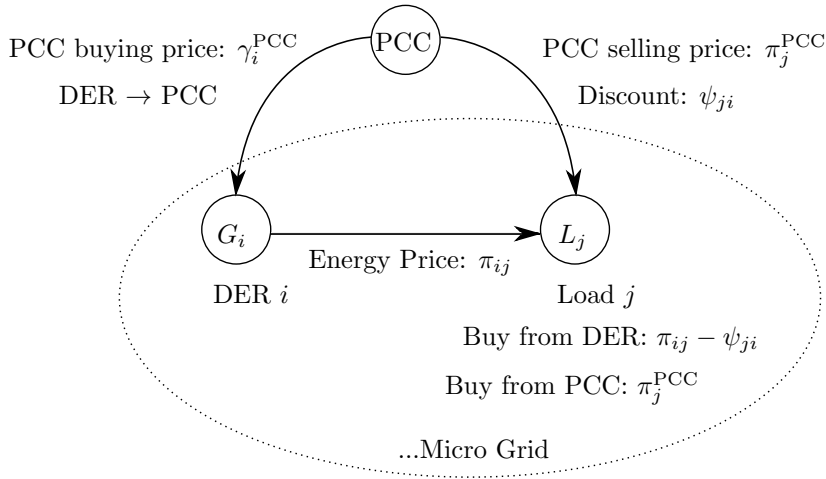 PCC
PCC buying price: γ_i^PCC
DER → PCC
PCC selling price: π_j^PCC
Discount: ψ_ji
G_i
L_j
Energy Price: π_ij
DER i
Load j
Buy from DER: π_ij − ψ_ji
Buy from PCC: π_j^PCC
...Micro Grid